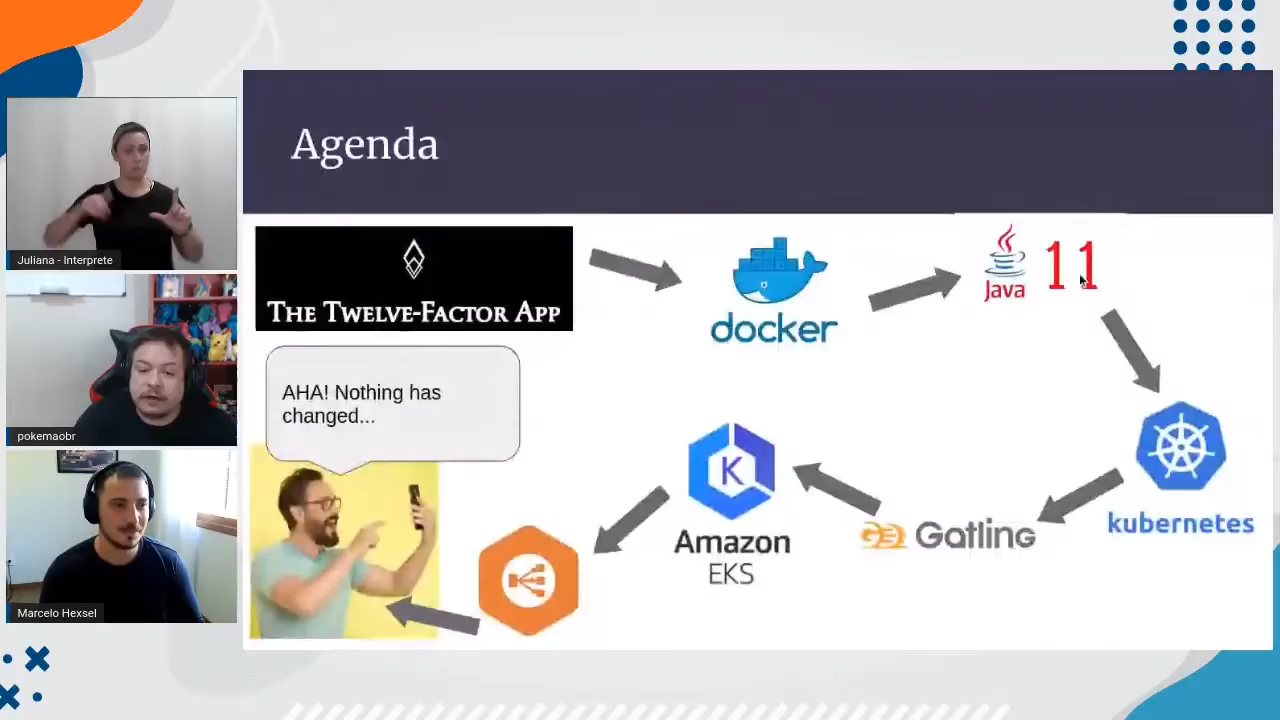 Agenda
THE TWELVE-FACTOR APP
docker
Java 11
AHA! Nothing has
changed...
kubernetes
Gatling
K
Amazon
EKS
Juliana - Interprete
pokemaobr
Marcelo Hexsel